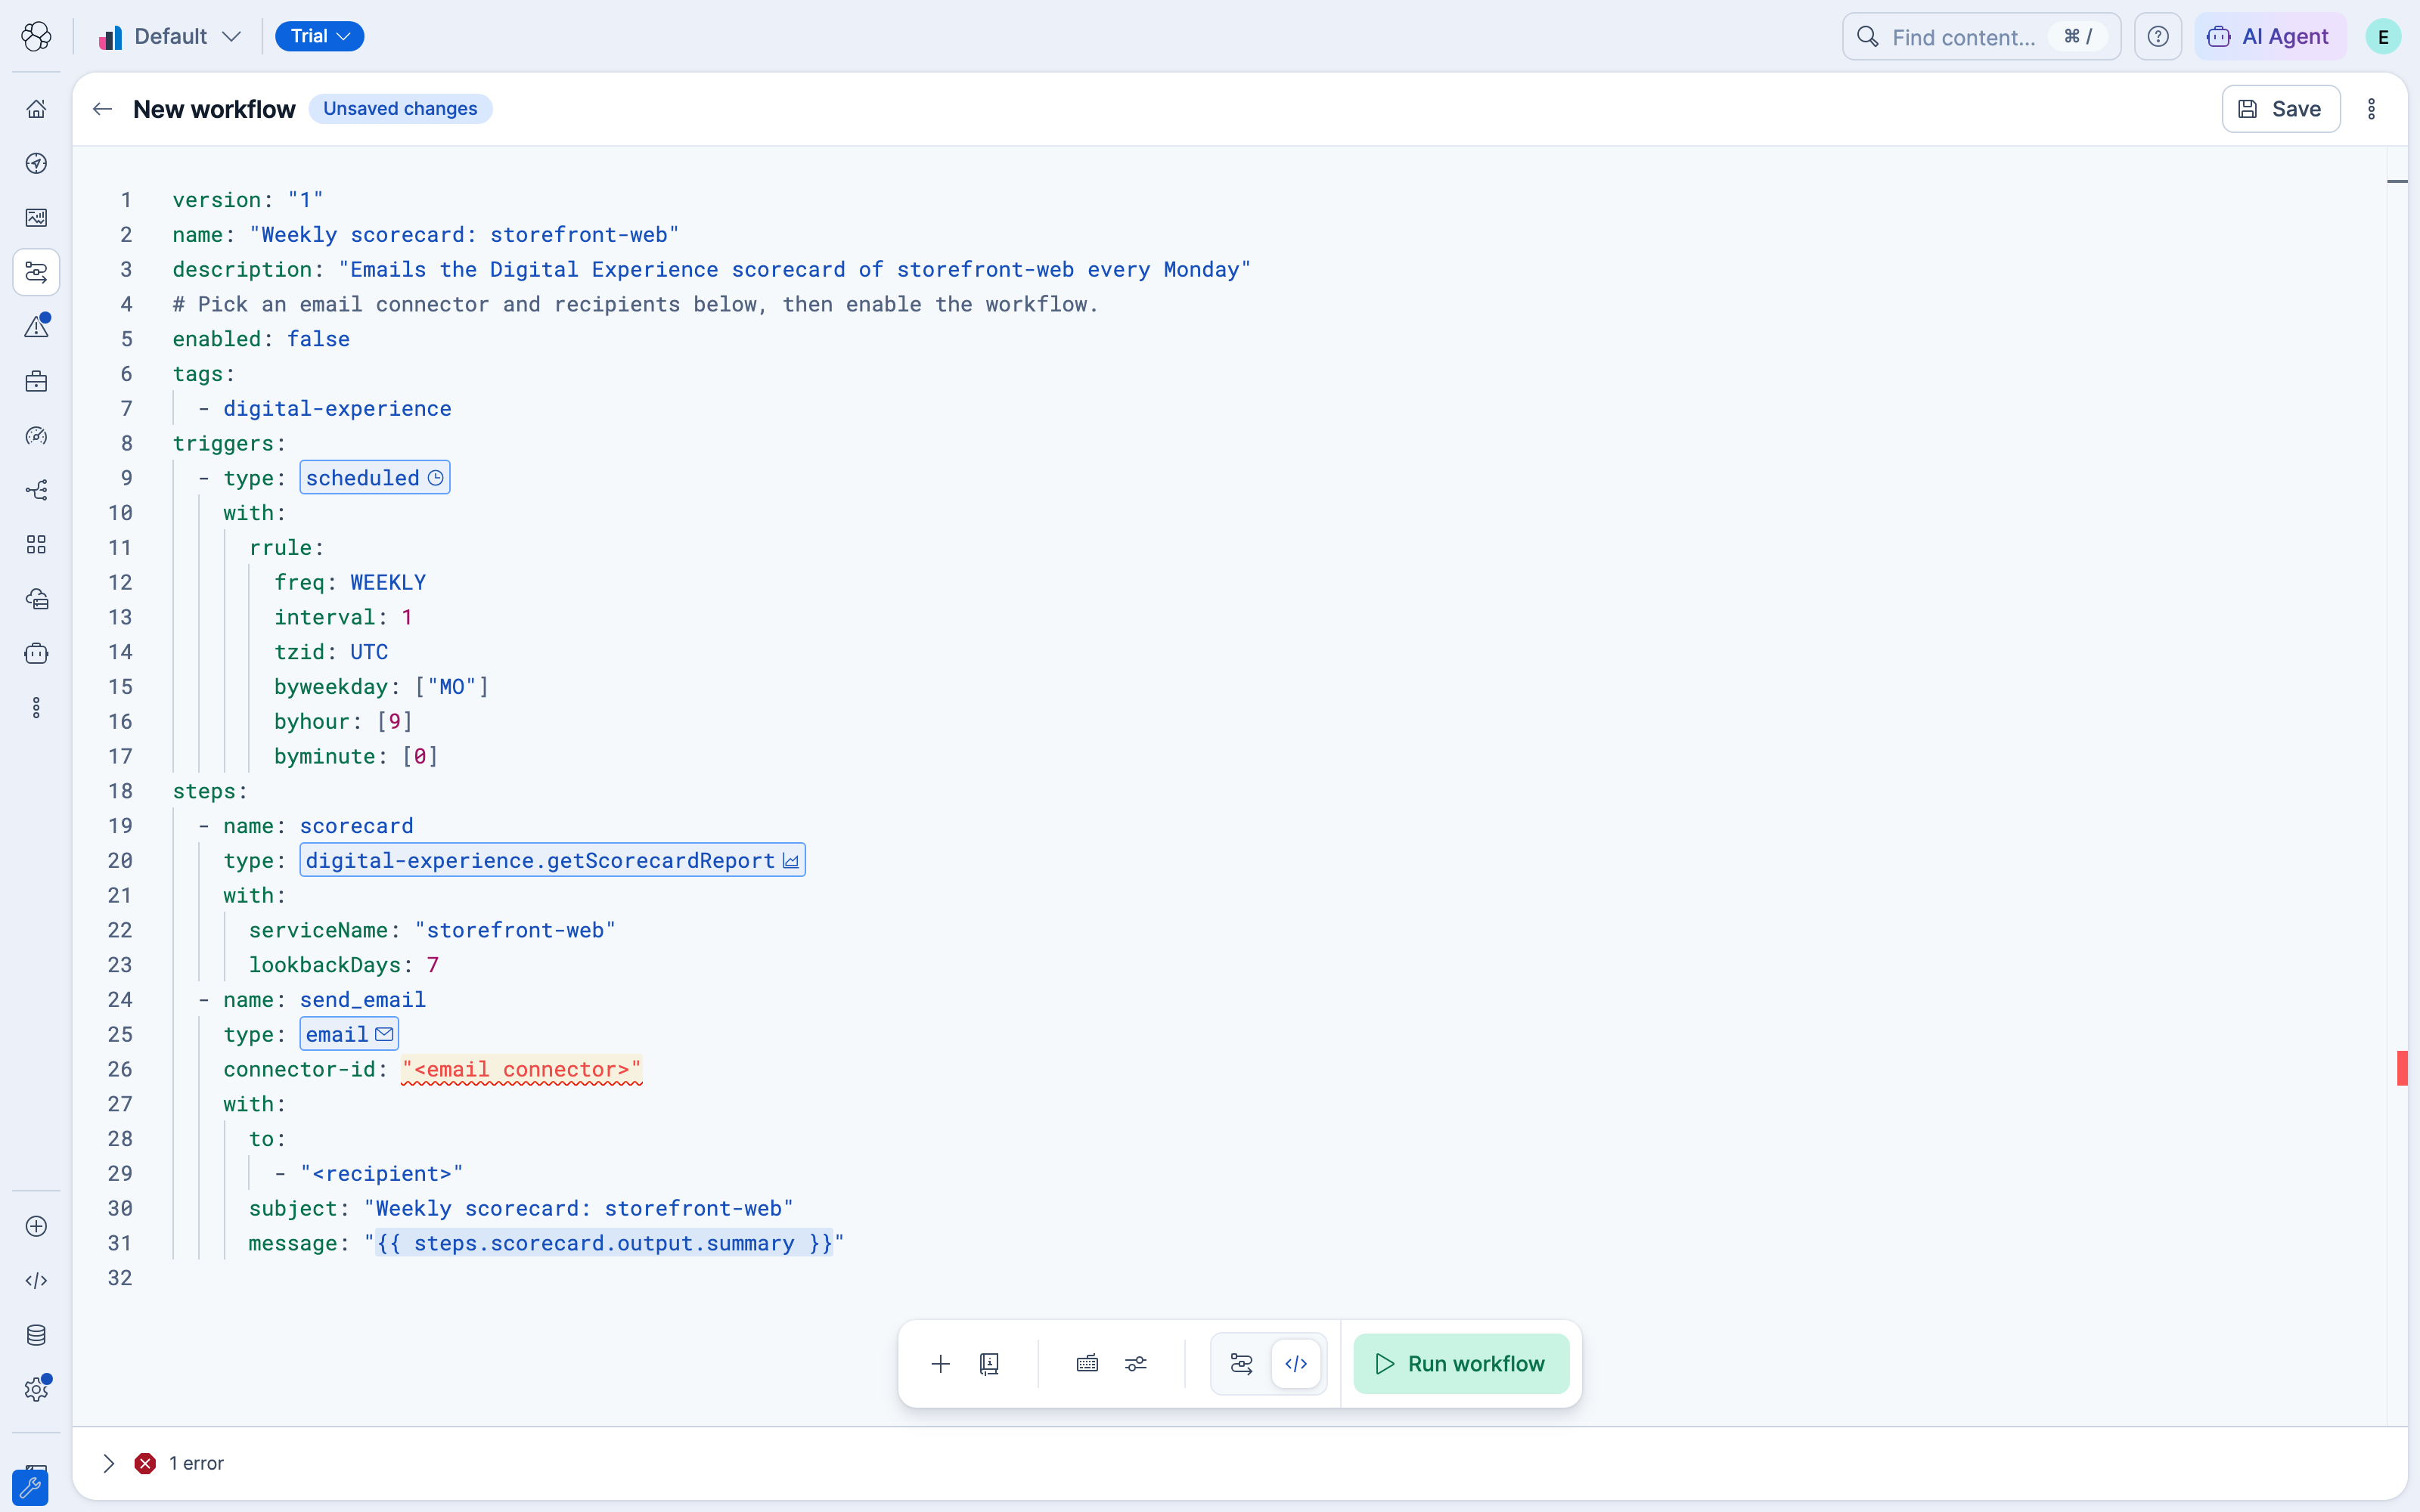 Default
Trial
Find content...
⌘ /
AI Agent
E
New workflow
Unsaved changes
Save
1 version: "1"
2 name: "Weekly scorecard: storefront-web"
3 description: "Emails the Digital Experience scorecard of storefront-web every Monday"
4 # Pick an email connector and recipients below, then enable the workflow.
5 enabled: false
6 tags:
7 - digital-experience
8 triggers:
9 - type: scheduled
10 with:
11 rrule:
12 freq: WEEKLY
13 interval: 1
14 tzid: UTC
15 byweekday: ["MO"]
16 byhour: [9]
17 byminute: [0]
18 steps:
19 - name: scorecard
20 type: digital-experience.getScorecardReport
21 with:
22 serviceName: "storefront-web"
23 lookbackDays: 7
24 - name: send_email
25 type: email
26 connector-id: "<email connector>"
27 with:
28 to:
29 - "<recipient>"
30 subject: "Weekly scorecard: storefront-web"
31 message: "{{ steps.scorecard.output.summary }}"
32
Run workflow
1 error